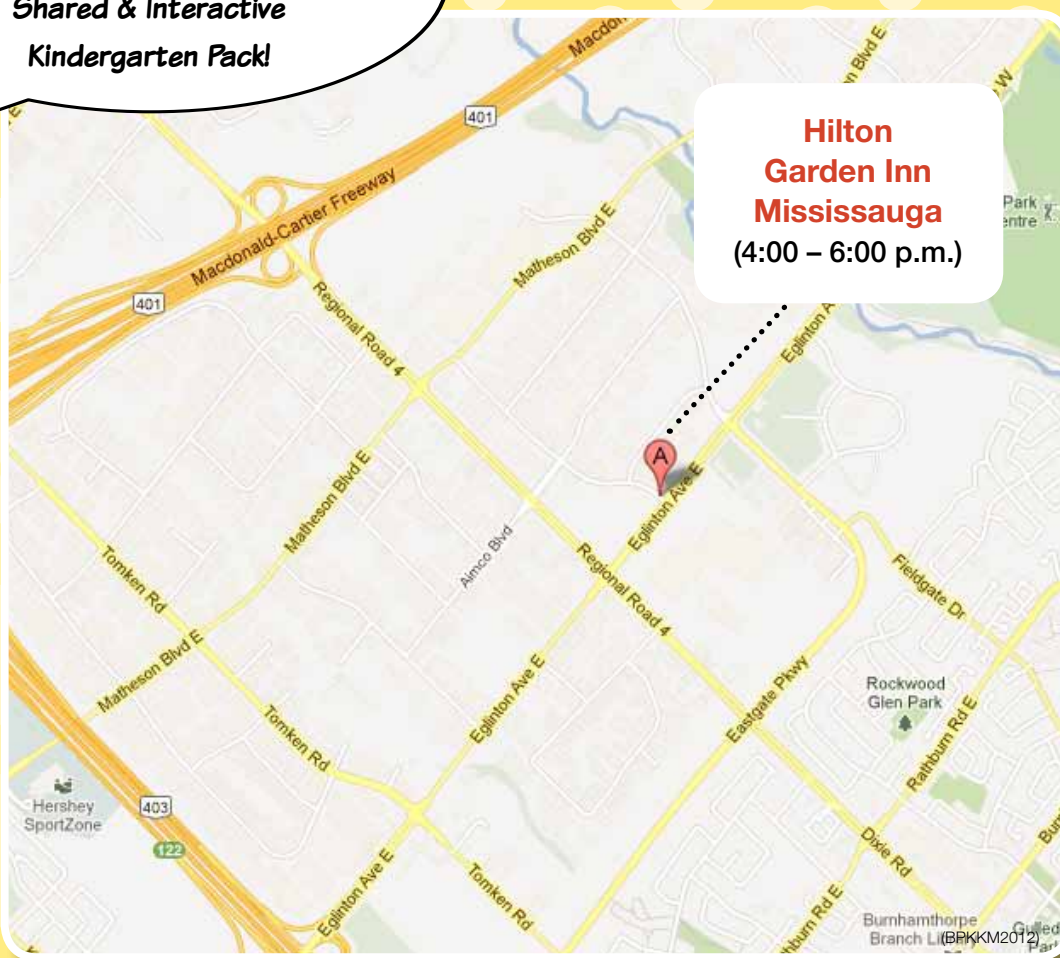 Shared & Interactive
Kindergarten Pack!
Hilton
Garden Inn
Mississauga
(4:00 – 6:00 p.m.)
401
Macdonald-Cartier Freeway
401
Matheson Blvd E
Regional Road 4
Eglinton
A
Eglinton Ave E
Matheson Blvd E
Aimco Blvd
Regional Road 4
Tomken Rd
Fieldgate Dr
Matheson Blvd E
Eglinton Ave E
Eastgate Pkwy
Rockwood
Glen Park
Rathburn Rd E
Tomken Rd
Hershey
SportZone
403
122
Dixie Rd
Eglinton Ave E
Tomken Rd
Rd E
Burnhamthorpe
Branch
(BPKKM2012)